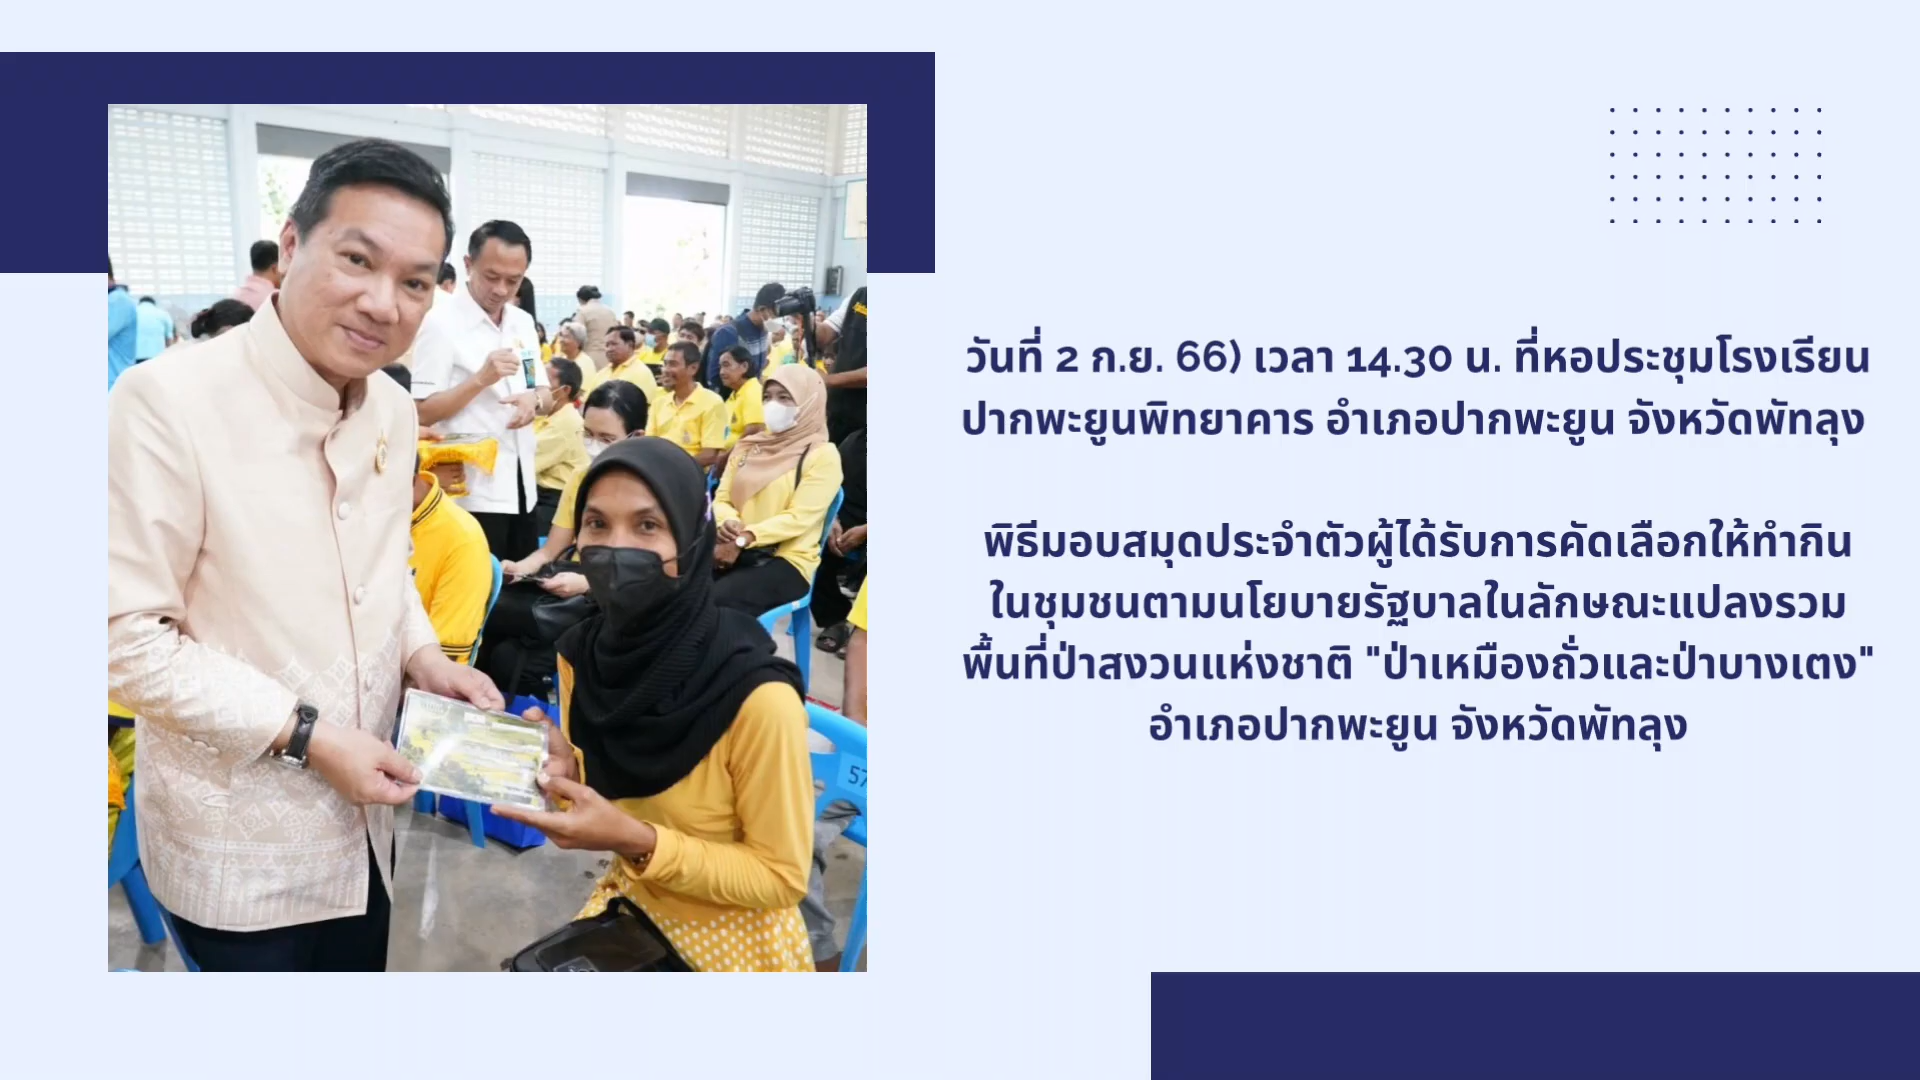 วันที่ 2 ก.ย. 66) เวลา 14.30 น. ที่หอประชุมโรงเรียน
ปากพะยูนพิทยาคาร อำเภอปากพะยูน จังหวัดพัทลุง
พิธีมอบสมุดประจำตัวผู้ได้รับการคัดเลือกให้ทำกิน
ในชุมชนตามนโยบายรัฐบาลในลักษณะแปลงรวม
พื้นที่ป่าสงวนแห่งชาติ "ป่าเหมืองถั่วและป่าบางเตง"
อำเภอปากพะยูน จังหวัดพัทลุง
57